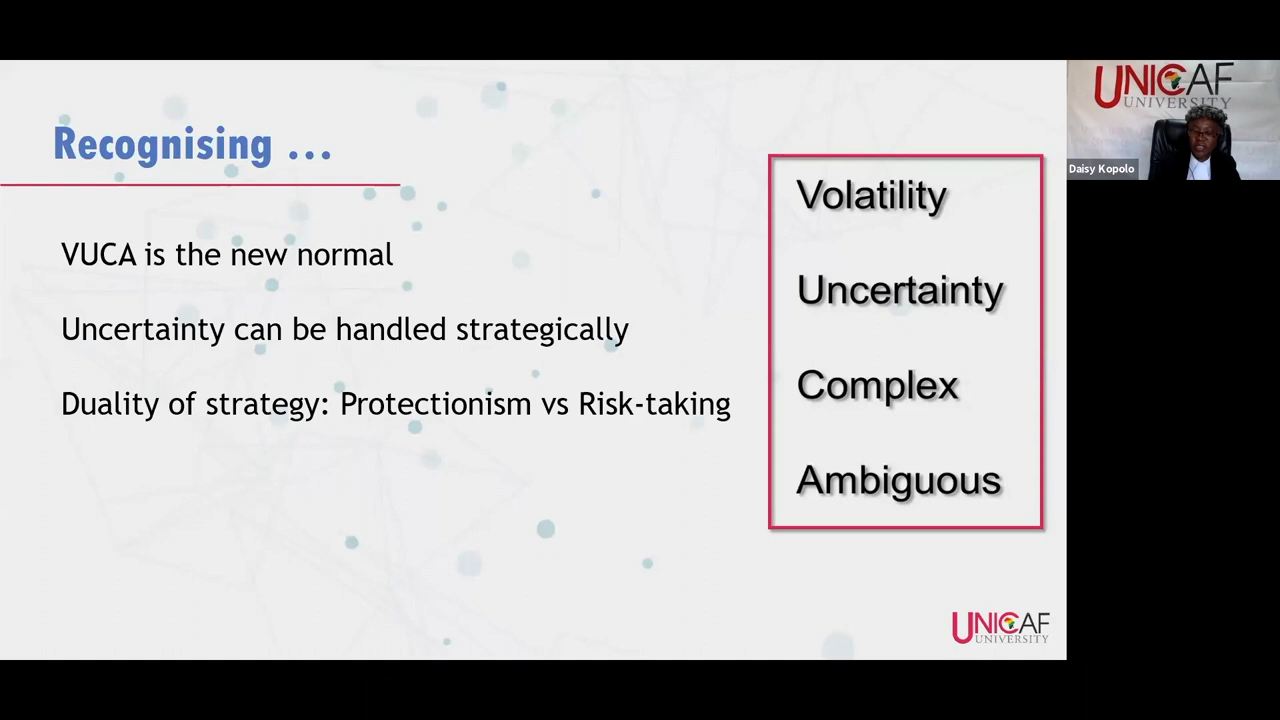 Recognising ...
VUCA is the new normal
Uncertainty can be handled strategically
Duality of strategy: Protectionism vs Risk-taking
Volatility
Uncertainty
Complex
Ambiguous
UNICAF
UNIVERSITY
UNICAF
UNIVERSITY
Daisy Kopolo